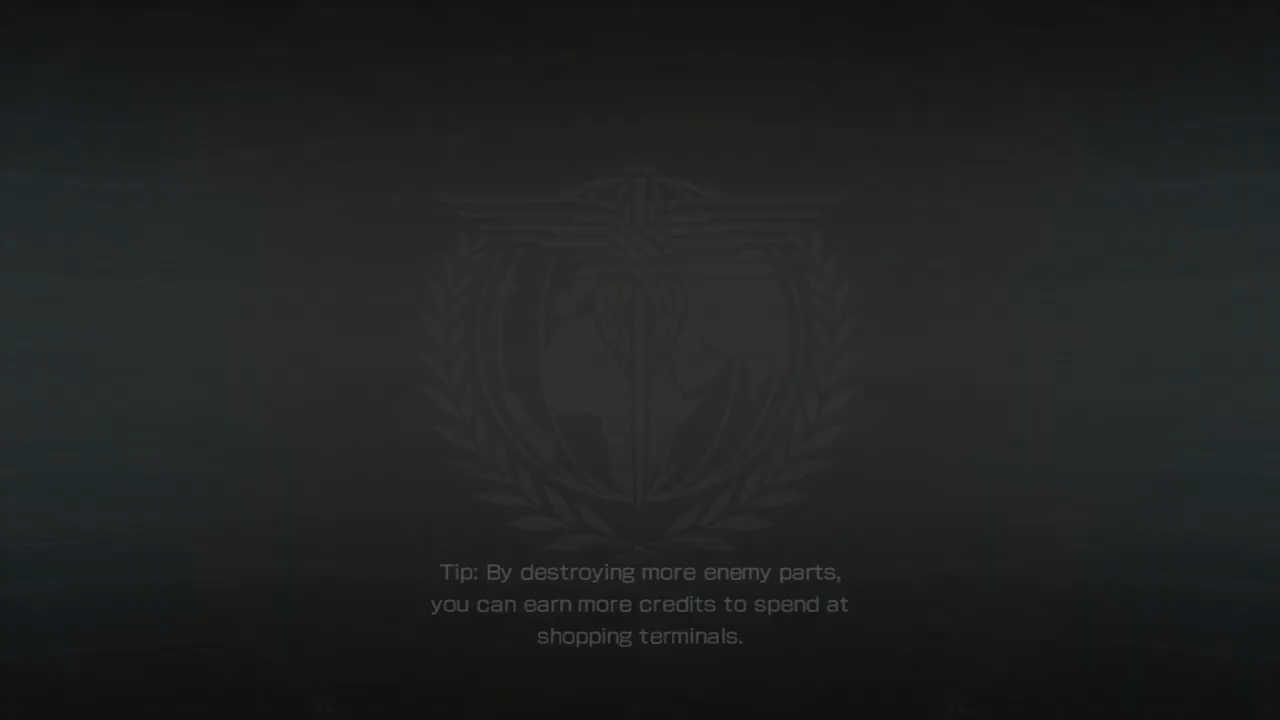 Tip: By destroying more enemy parts,
you can earn more credits to spend at
shopping terminals.